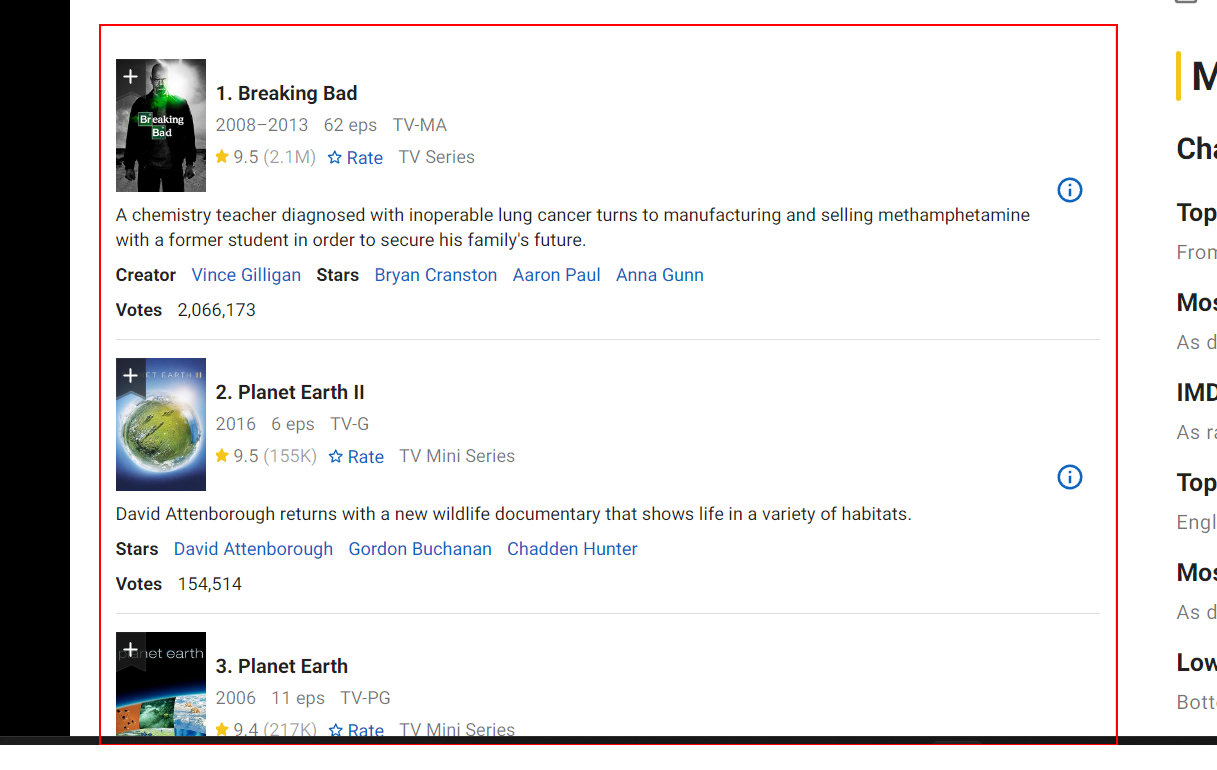 Breaking
Bad
1. Breaking Bad
2008–2013 62 eps TV-MA
9.5 (2.1M) Rate TV Series
A chemistry teacher diagnosed with inoperable lung cancer turns to manufacturing and selling methamphetamine
with a former student in order to secure his family's future.
Creator Vince Gilligan Stars Bryan Cranston Aaron Paul Anna Gunn
Votes 2,066,173
EARTH II
2. Planet Earth II
2016 6 eps TV-G
9.5 (155K) Rate TV Mini Series
David Attenborough returns with a new wildlife documentary that shows life in a variety of habitats.
Stars David Attenborough Gordon Buchanan Chadden Hunter
Votes 154,514
planet earth
3. Planet Earth
2006 11 eps TV-PG
9.4 (217K) Rate TV Mini Series
M
Cha
Top
From
Mos
As d
IMD
As ra
Top
Engl
Mos
As d
Low
Bott